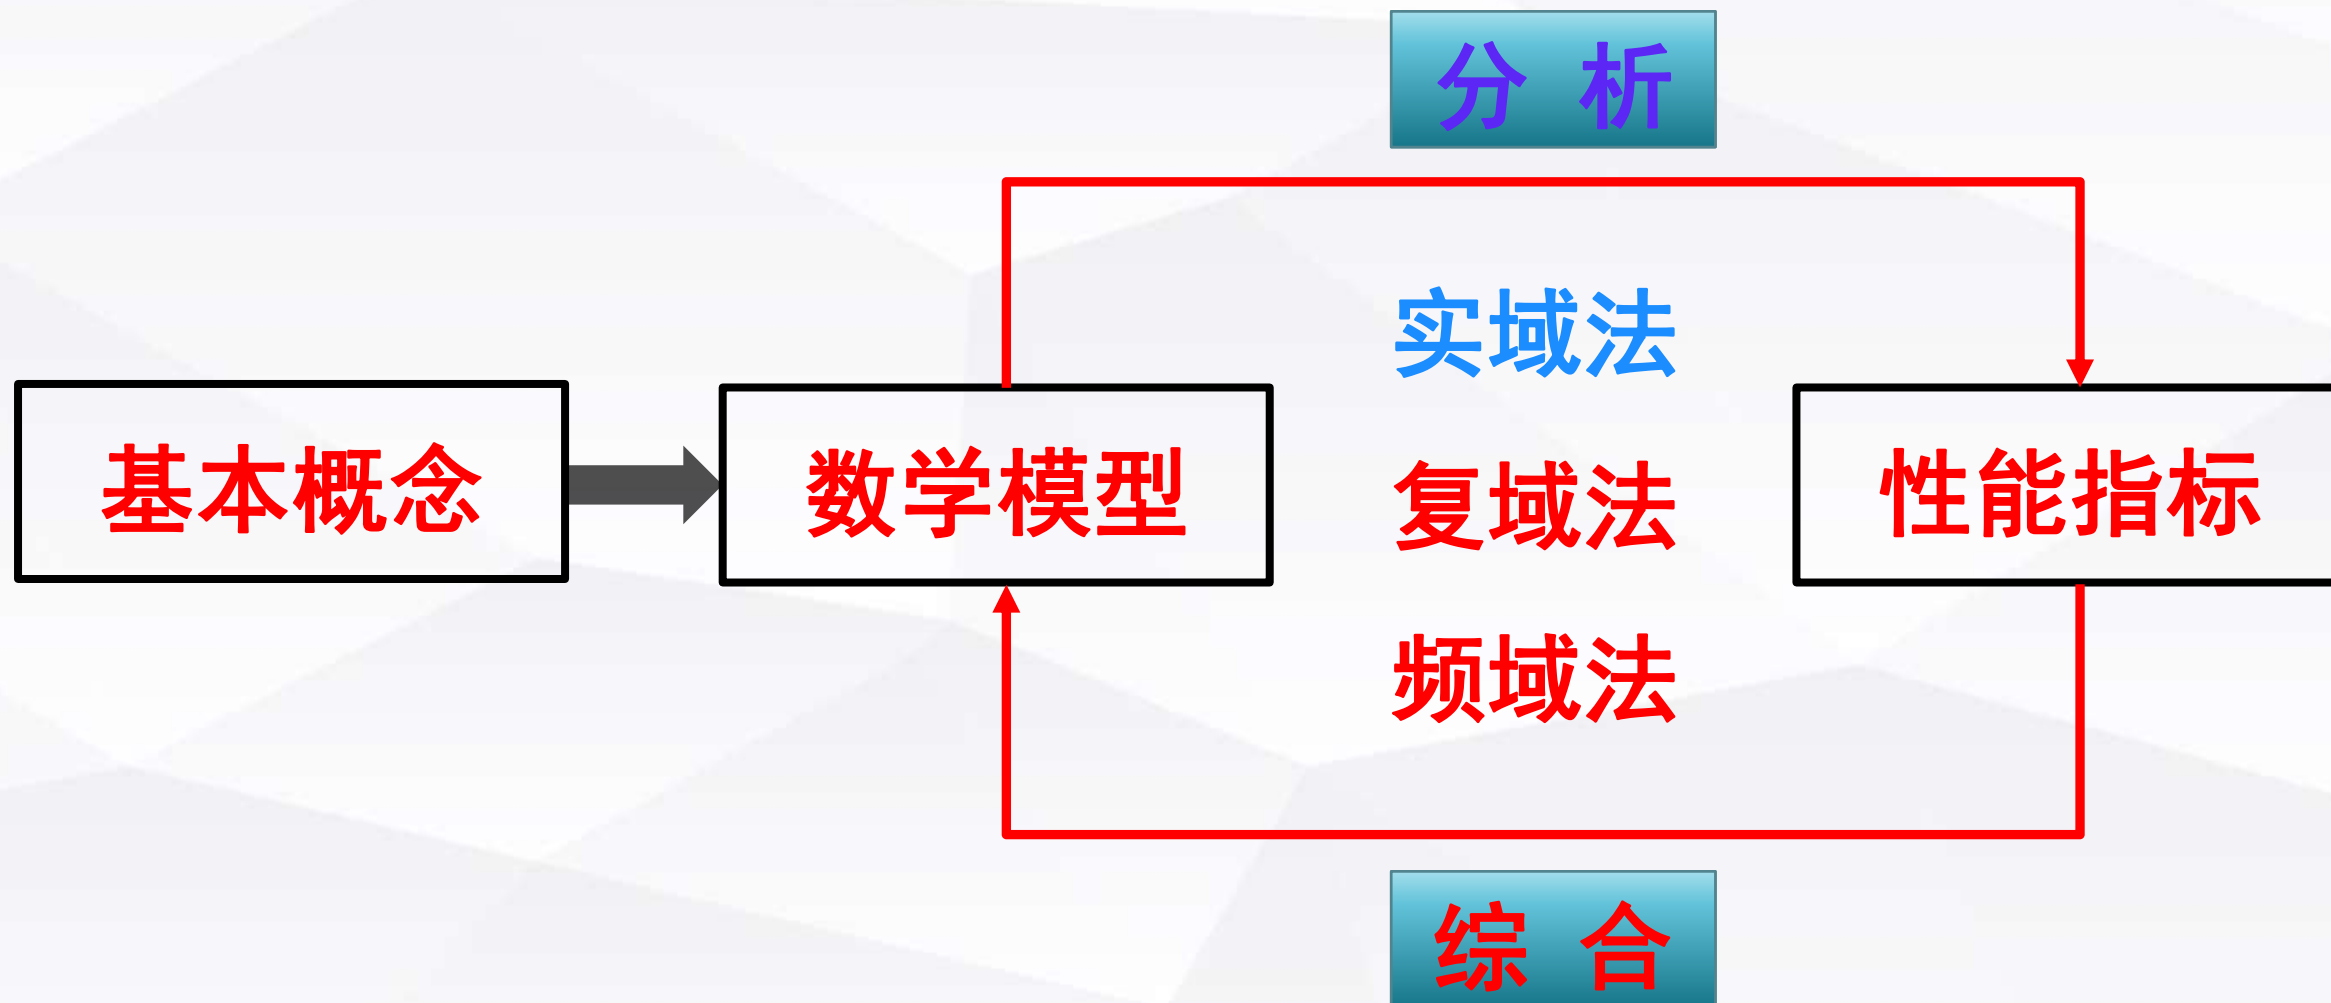 分 析
实域法
基本概念
数学模型
复域法
性能指标
频域法
综 合